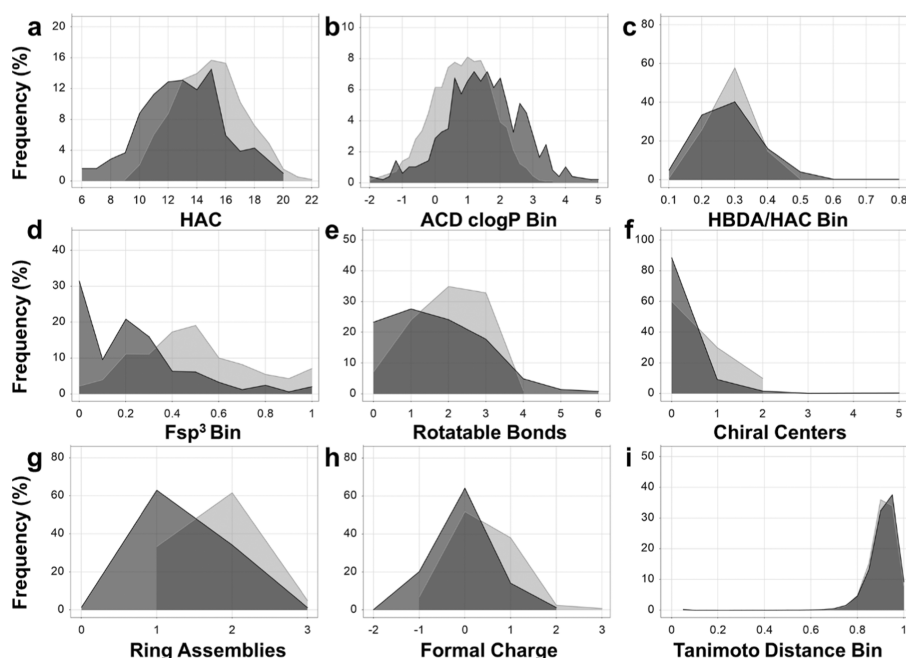 a
b
c
Frequency (%)
20
16
12
8
4
0
6 8 10 12 14 16 18 20 22
HAC
10
8
6
4
2
0
-2 -1 0 1 2 3 4 5
ACD clogP Bin
80
60
40
20
0
0.1 0.2 0.3 0.4 0.5 0.6 0.7 0.8
HBDA/HAC Bin
d
e
f
Frequency (%)
40
30
20
10
0
0 0.2 0.4 0.6 0.8 1
Fsp³ Bin
50
40
30
20
10
0
0 1 2 3 4 5 6
Rotatable Bonds
100
80
60
40
20
0
0 1 2 3 4 5
Chiral Centers
g
h
i
Frequency (%)
80
60
40
20
0
0 1 2 3
Ring Assemblies
80
60
40
20
0
-2 -1 0 1 2 3
Formal Charge
50
40
30
20
10
0
0 0.2 0.4 0.6 0.8 1
Tanimoto Distance Bin